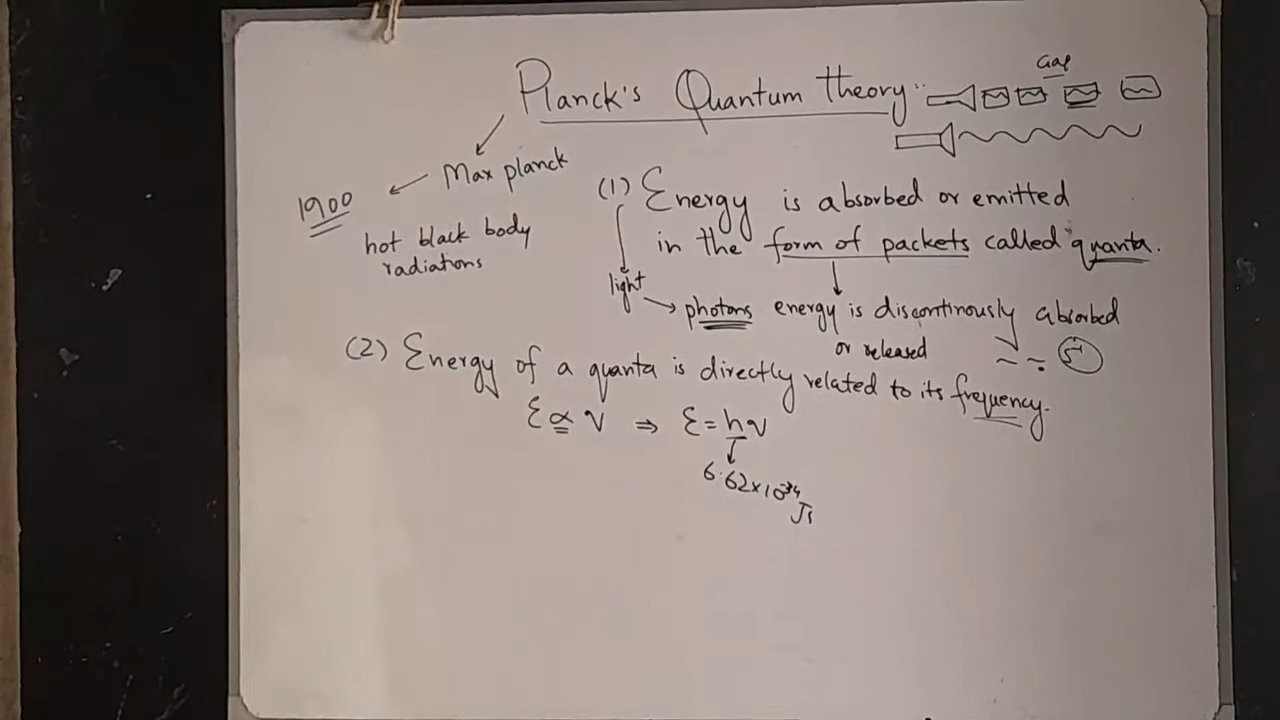 Gap
Planck's Quantum theory
Max planck
1900
hot black body
radiations
(1) Energy is absorbed or emitted
in the form of packets called quanta.
light
photons energy is discontinously absorbed
or released
(2) Energy of a quanta is directly related to its frequency.
E α ν ⇒ E = hν
6.62×10⁻³⁴
Js